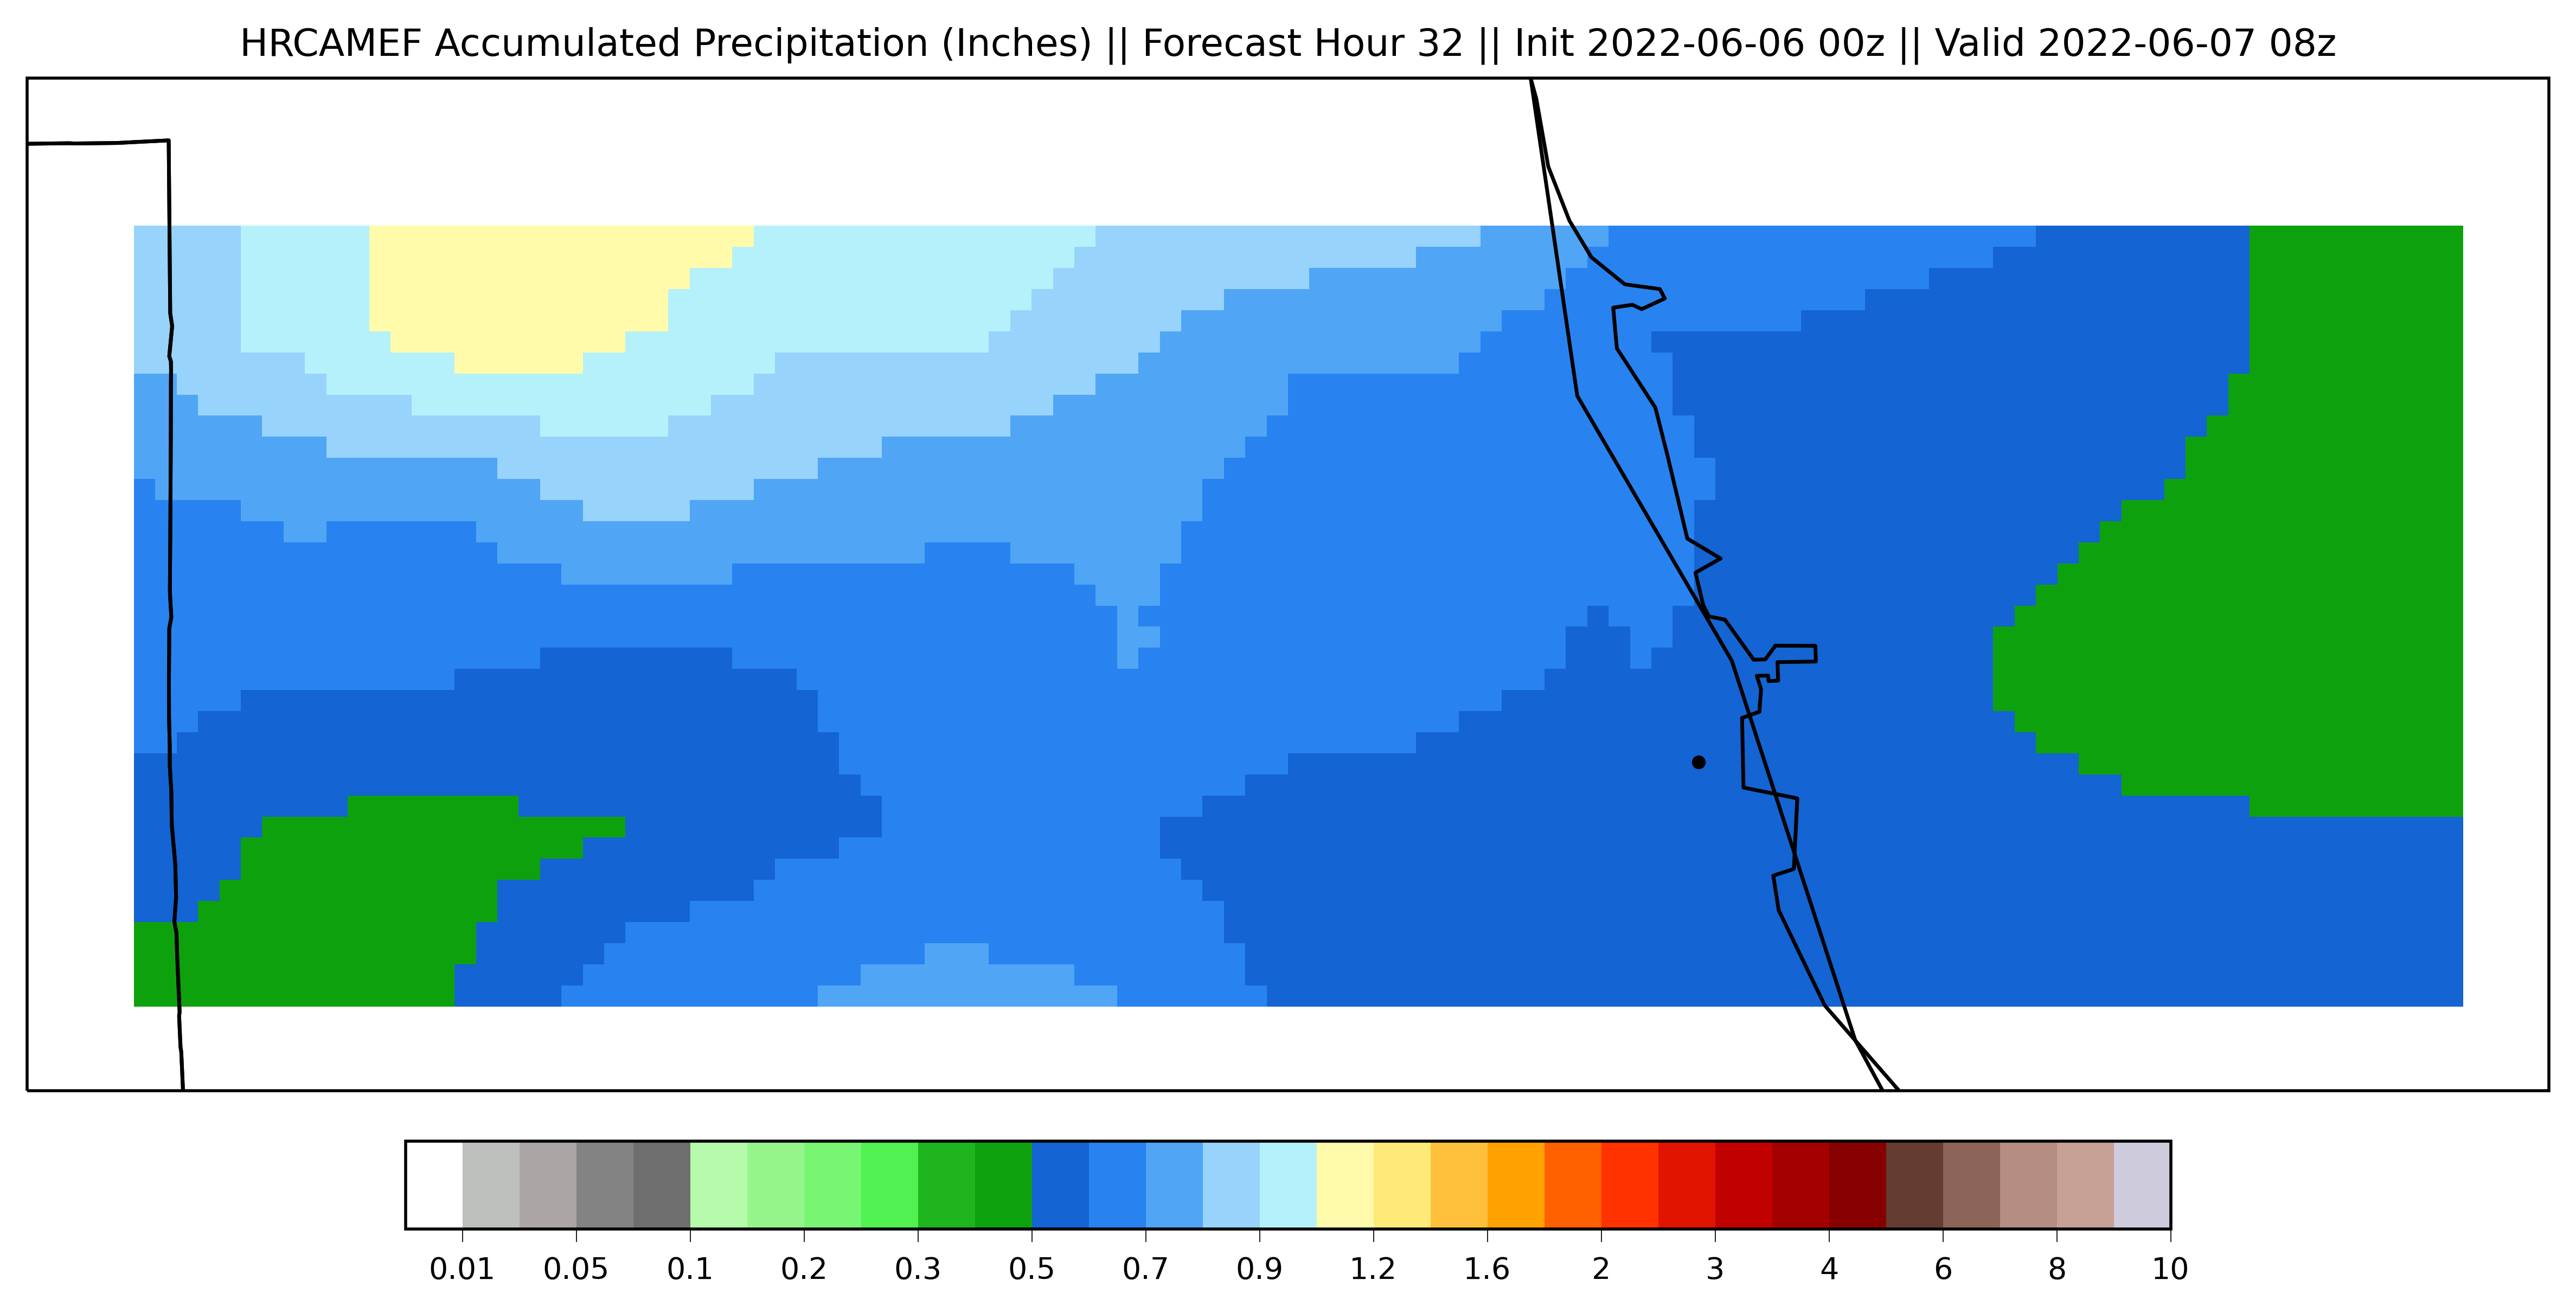 HRCAMEF Accumulated Precipitation (Inches) || Forecast Hour 32 || Init 2022-06-06 00z || Valid 2022-06-07 08z
0.01 0.05 0.1 0.2 0.3 0.5 0.7 0.9 1.2 1.6 2 3 4 6 8 10